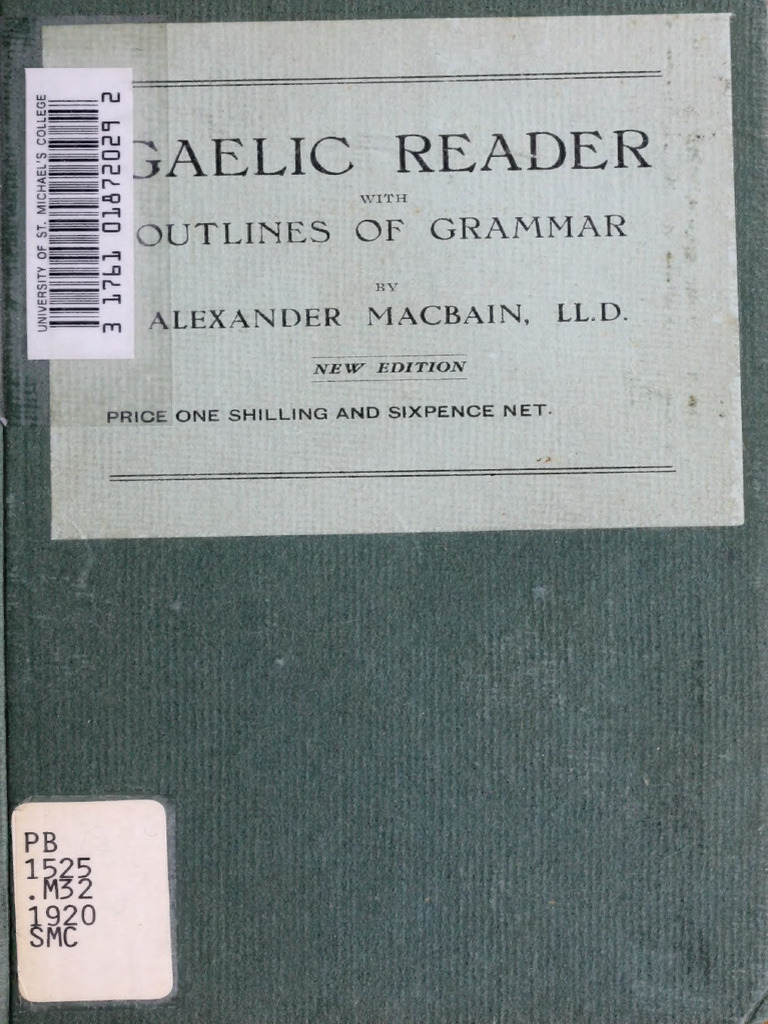 GAELIC READER
WITH
OUTLINES OF GRAMMAR
BY
ALEXANDER MACBAIN, LL.D.
NEW EDITION
PRICE ONE SHILLING AND SIXPENCE NET.
UNIVERSITY OF ST. MICHAEL'S COLLEGE
3 1761 01872029 2
PB
1525
.M32
1920
SMC